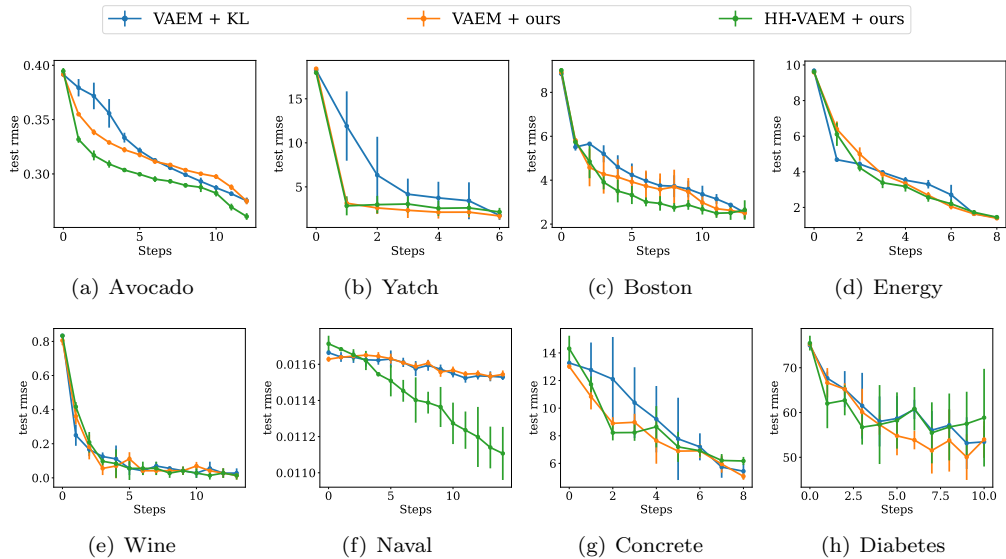 VAEM + KL VAEM + ours HH-VAEM + ours
0.40
0.35
0.30
test rmse
0 5 10
Steps
(a) Avocado
15
10
5
test rmse
0 2 4 6
Steps
(b) Yatch
8
6
4
2
test rmse
0 5 10
Steps
(c) Boston
10
8
6
4
2
test rmse
0 1 2 3 4 5 6 7 8
Steps
(d) Energy
0.8
0.6
0.4
0.2
0.0
test rmse
0 5 10
Steps
(e) Wine
0.0116
0.0114
0.0112
0.0110
test rmse
0 5 10
Steps
(f) Naval
14
12
10
8
6
test rmse
0 2 4 6 8
Steps
(g) Concrete
70
60
50
test rmse
0.0 2.5 5.0 7.5 10.0
Steps
(h) Diabetes